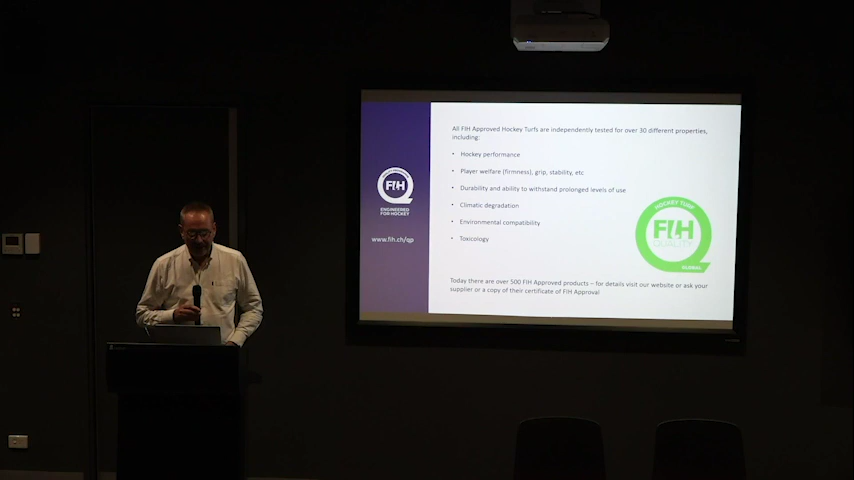 All FIH Approved Hockey Turfs are independently tested for over 30 different properties,
including:
• Hockey performance
• Player welfare (firmness), grip, stability, etc
• Durability and ability to withstand prolonged levels of use
• Climatic degradation
• Environmental compatibility
• Toxicology
Today there are over 500 FIH Approved products – for details visit our website or ask your
supplier or a copy of their certificate of FIH Approval
FIH
ENGINEERED
FOR HOCKEY
www.fih.ch/qp
HOCKEY TURF
FIH
QUALITY
GLOBAL